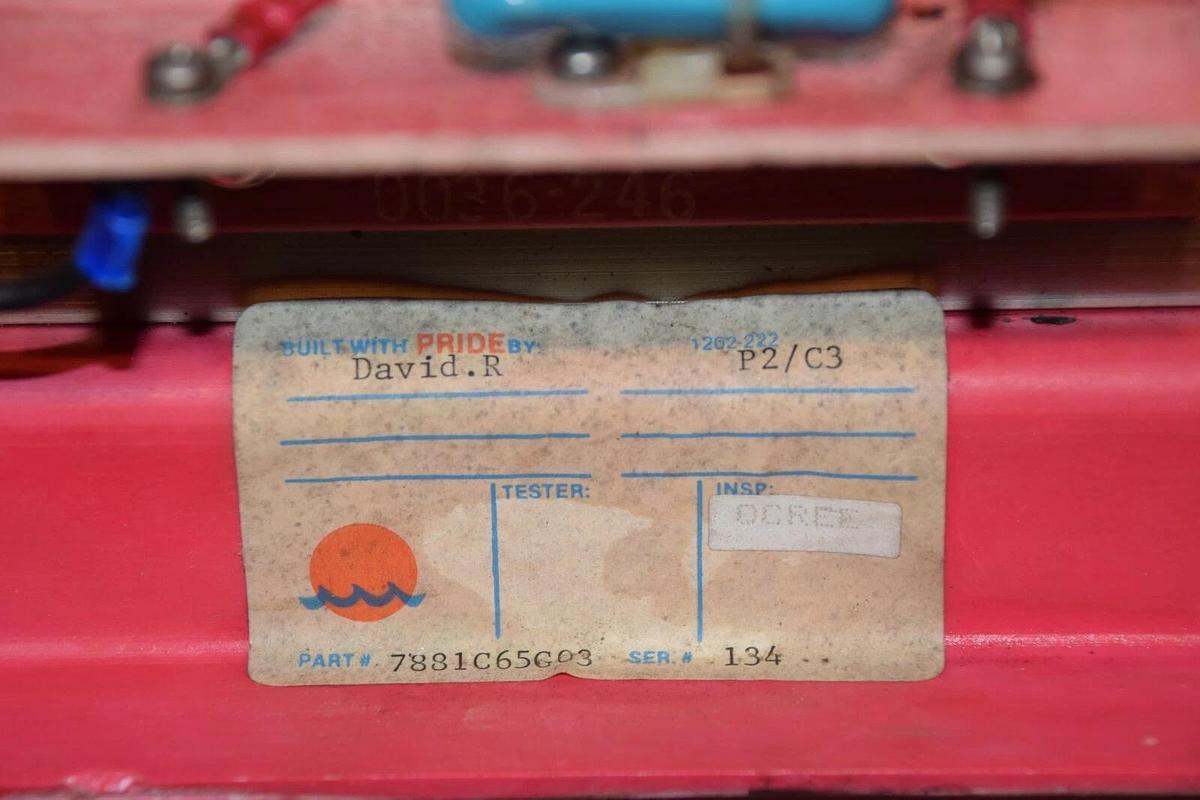 0036-246
BUILT WITH PRIDE BY:
David.R
1202-222
P2/C3
TESTER:
INSP:
PART # 7881C65G03
SER. # 134